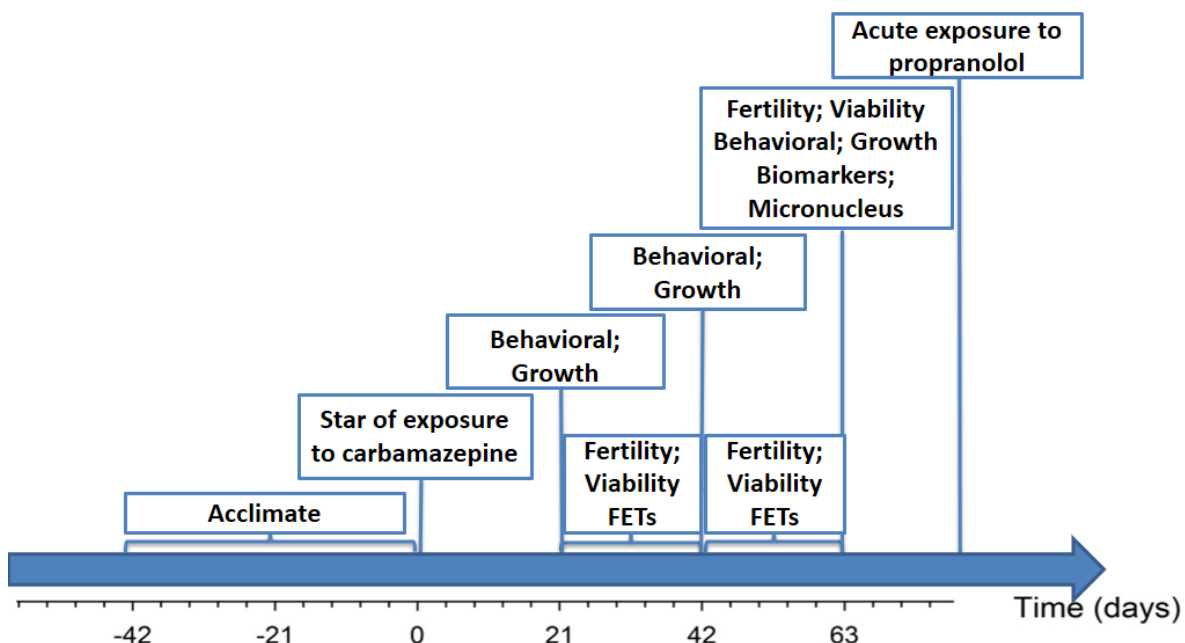 Acute exposure to
propranolol
Fertility; Viability
Behavioral; Growth
Biomarkers;
Micronucleus
Behavioral;
Growth
Behavioral;
Growth
Star of exposure
to carbamazepine
Fertility;
Viability
FETs
Fertility;
Viability
FETs
Acclimate
Time (days)
-42 -21 0 21 42 63